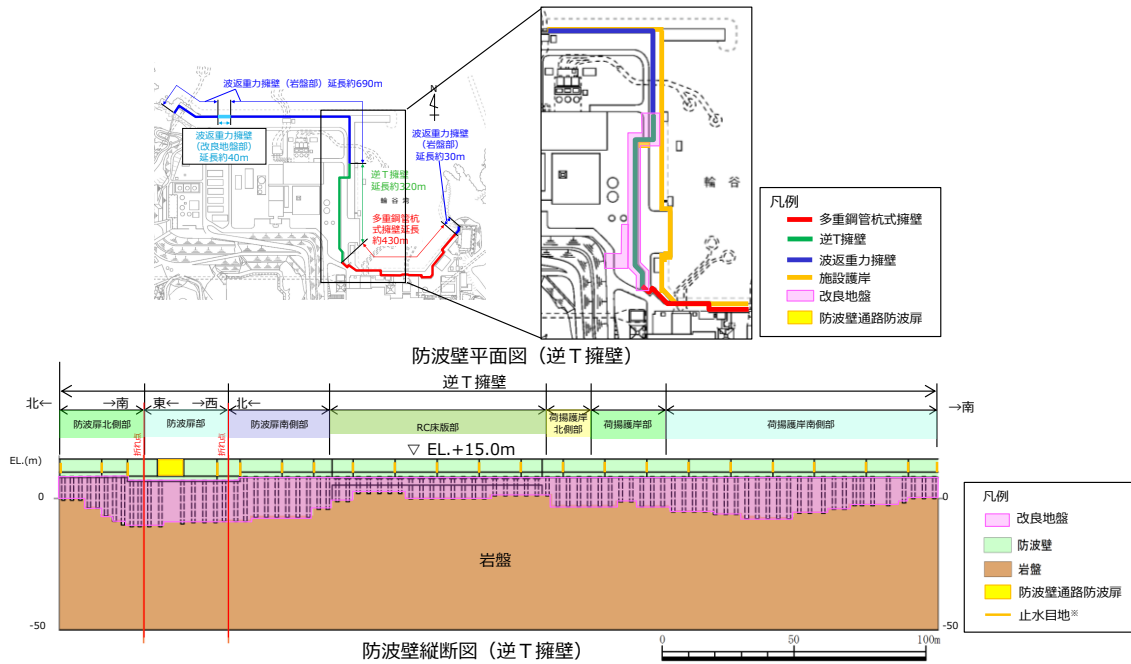 波返重力擁壁（岩盤部）延長約690m
N
波返重力擁壁
（改良地盤部）
延長約40m
波返重力擁壁
（岩盤部）
延長約30m
逆T擁壁
延長約320m
輪谷湾
多重鋼管杭
式擁壁延長
約430m
輪谷
凡例
多重鋼管杭式擁壁
逆T擁壁
波返重力擁壁
施設護岸
改良地盤
防波壁通路防波扉
防波壁平面図（逆Ｔ擁壁）
逆Ｔ擁壁
北←
→南
東←
→西
北←
→南
防波扉北側部
防波扉部
防波扉南側部
RC床版部
荷揚護岸
北側部
荷揚護岸部
荷揚護岸南側部
折れ点
折れ点
▽ EL.+15.0m
EL.(m)
0
0
岩盤
-50
-50
防波壁縦断図（逆Ｔ擁壁）
0
50
100m
凡例
改良地盤
防波壁
岩盤
防波壁通路防波扉
止水目地※